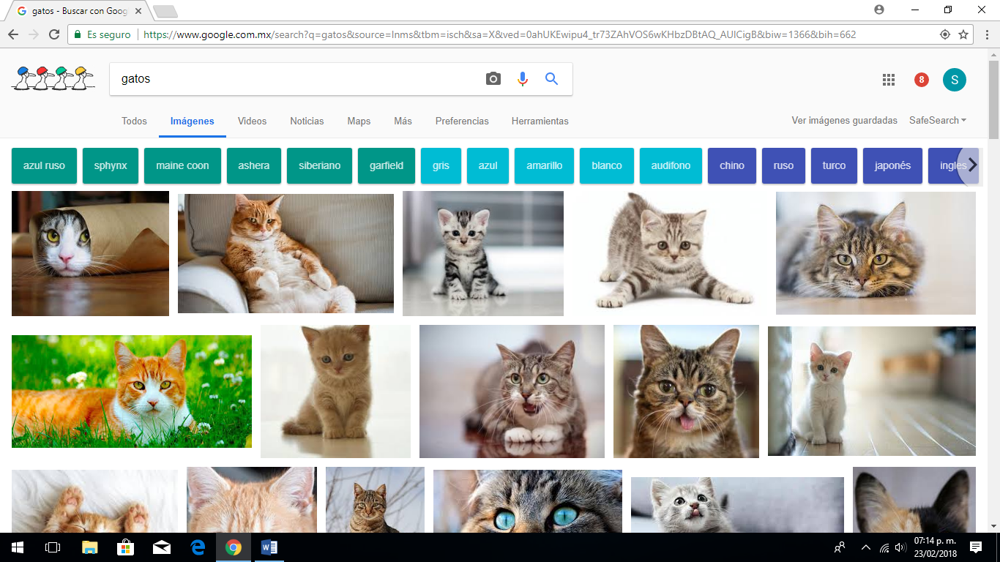 gatos - Buscar con Goog
Es seguro
https://www.google.com.mx/search?q=gatos&source=lnms&tbm=isch&sa=X&ved=0ahUKEwipu4_tr73ZAhVOS6wKHbzDBtAQ_AUICigB&biw=1366&bih=662
gatos
8
S
Todos Imágenes Videos Noticias Maps Más Preferencias Herramientas Ver imágenes guardadas SafeSearch
azul ruso sphynx maine coon ashera siberiano garfield gris azul amarillo blanco audifono chino ruso turco japonés ingles
07:14 p. m.
23/02/2018